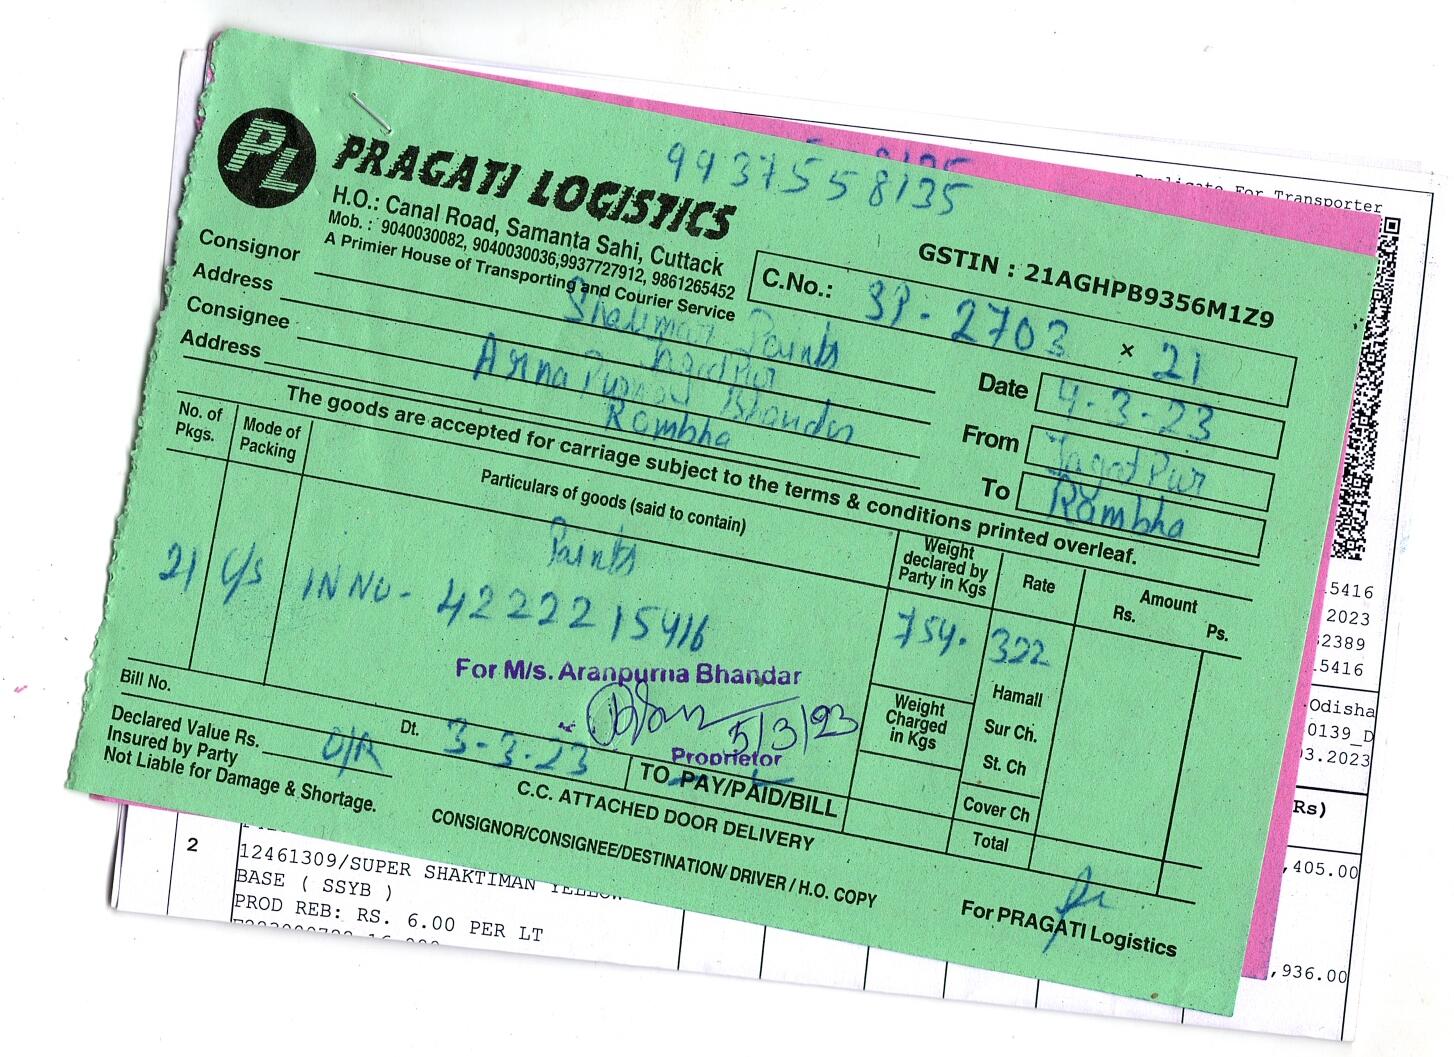 PL
PRAGATI LOGISTICS
9937558135
H.O.: Canal Road, Samanta Sahi, Cuttack
Mob. : 9040030082, 9040030036,9937727912, 9861265452
A Primier House of Transporting and Courier Service
GSTIN : 21AGHPB9356M1Z9
C.No.: 2703 × 21
Consignor Shalimar Paints
Address JagatPur
Consignee Bhandar
Address Rambha
Date 4-3-23
From JagatPur
To Rambha
The goods are accepted for carriage subject to the terms & conditions printed overleaf.
No. of Pkgs.
Mode of Packing
Particulars of goods (said to contain)
Weight declared by Party in Kgs
Rate
Amount
Rs. Ps.
Paints
21 C/s INNO - 4222215416
754. 322
For M/s. Aranpurna Bhandar
5/3/23
Proprietor
Weight Charged in Kgs
Hamall
Sur Ch.
St. Ch
Cover Ch
Total
Bill No. Dt. 3-3-23
Declared Value Rs. O/R
Insured by Party
Not Liable for Damage & Shortage.
TO PAY/PAID/BILL
C.C. ATTACHED DOOR DELIVERY
CONSIGNOR/CONSIGNEE/DESTINATION/ DRIVER / H.O. COPY
For PRAGATI Logistics
Duplicate For Transporter
5416
2023
2389
5416
Odisha
0139_D
03.2023
Rs)
,405.00
,936.00
2
12461309/SUPER SHAKTIMAN YELLOW
BASE ( SSYB )
PROD REB: RS. 6.00 PER LT